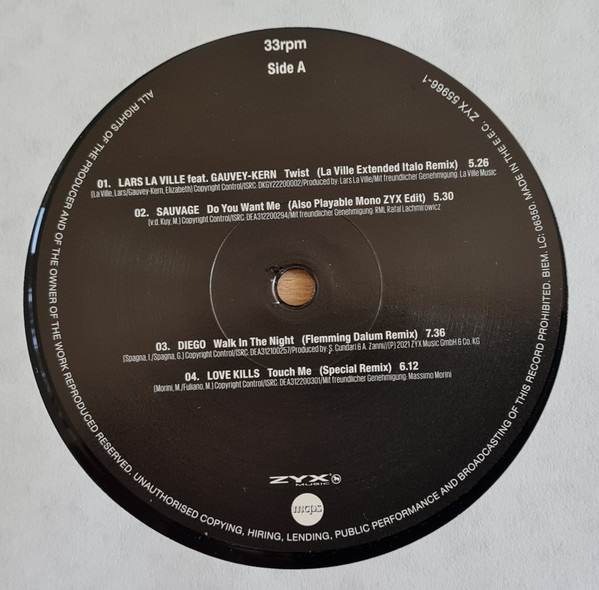 33rpm
Side A
01. LARS LA VILLE feat. GAUVEY-KERN Twist (La Ville Extended Italo Remix) 5.26
(La Ville, Lars/Gauvey-Kern, Elizabeth) Copyright Control/ISRC: DKGY22200002/Produced by: Lars La Ville/Mit freundlicher Genehmigung: La Ville Music
02. SAUVAGE Do You Want Me (Also Playable Mono ZYX Edit) 5.30
(v.d. Kuy, M.) Copyright Control/ISRC: DEA312200294/Mit freundlicher Genehmigung: RML Rafal Lachmirowicz
03. DIEGO Walk In The Night (Flemming Dalum Remix) 7.36
(Spagna, I./Spagna, G.) Copyright Control/ISRC: DEA312100257/Produced by: S. Cundari & A. Zanni//(P) 2021 ZYX Music GmbH & Co. KG
04. LOVE KILLS Touch Me (Special Remix) 6.12
(Morini, M./Fuliano, M.) Copyright Control/ISRC: DEA312200301/Mit freundlicher Genehmigung: Massimo Morini
ZYX
MUSIC
mcps
ALL RIGHTS OF THE PRODUCER AND OF THE OWNER OF THE WORK REPRODUCED RESERVED. UNAUTHORISED COPYING, HIRING, LENDING, PUBLIC PERFORMANCE AND BROADCASTING OF THIS RECORD PROHIBITED. BIEM. LC: 06350. MADE IN THE E.E.C. ZYX 55966-1